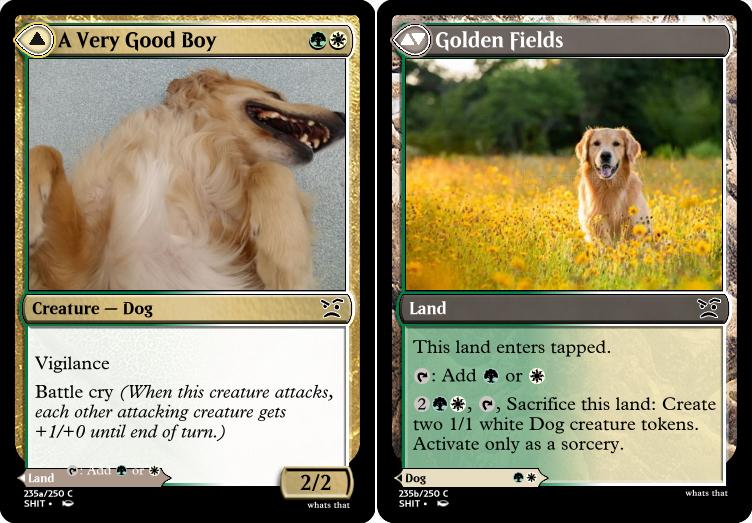 A Very Good Boy
Creature — Dog
Vigilance
Battle cry (When this creature attacks,
each other attacking creature gets
+1/+0 until end of turn.)
Land
: Add or
2/2
235a/250 C
SHIT •
whats that
Golden Fields
Land
This land enters tapped.
: Add or
2 , , Sacrifice this land: Create
two 1/1 white Dog creature tokens.
Activate only as a sorcery.
Dog
235b/250 C
SHIT •
whats that